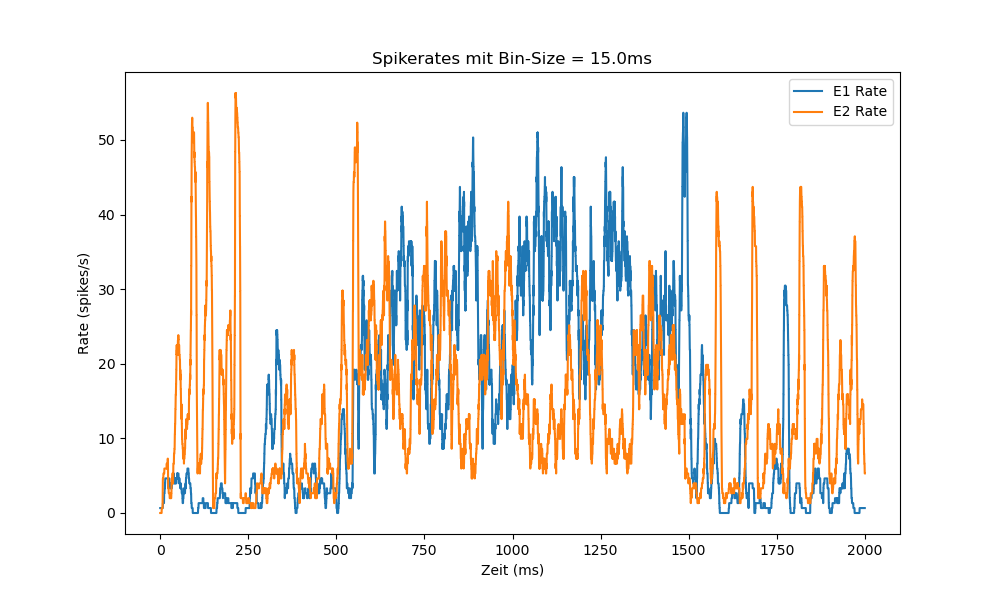 Spikerates mit Bin-Size = 15.0ms
E1 Rate
E2 Rate
Rate (spikes/s)
50
40
30
20
10
0
0 250 500 750 1000 1250 1500 1750 2000
Zeit (ms)